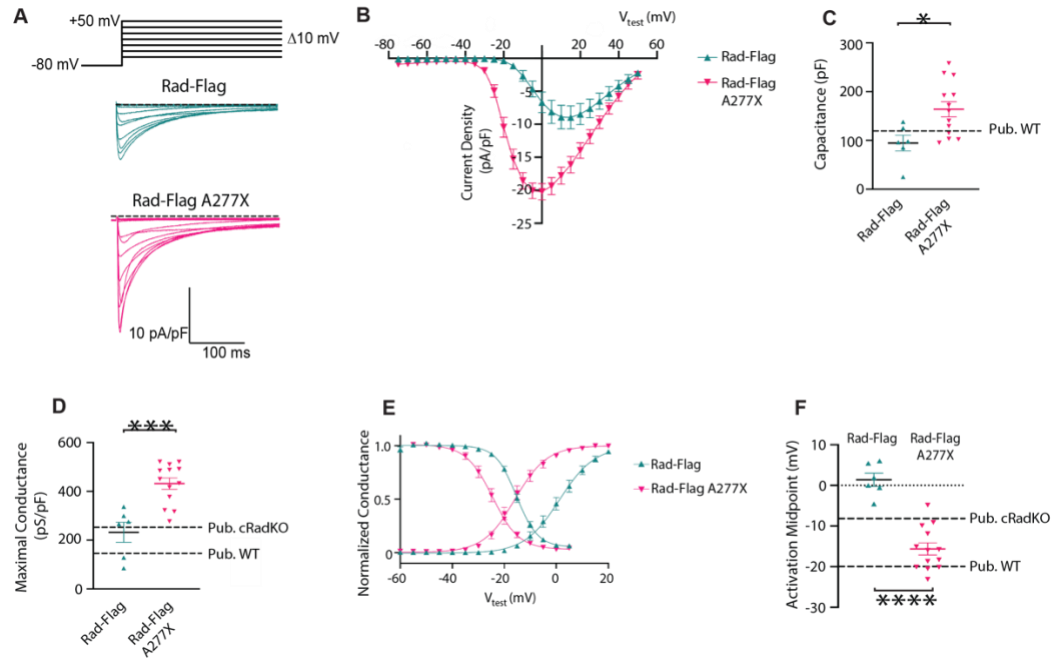 A
+50 mV
Δ10 mV
-80 mV
Rad-Flag
Rad-Flag A277X
10 pA/pF
100 ms
B
V test (mV)
-80 -60 -40 -20 0 20 40 60
-5
-10
-15
-20
-25
Current Density
(pA/pF)
Rad-Flag
Rad-Flag
A277X
C
*
300
200
100
0
Capacitance (pF)
Pub. WT
Rad-Flag
Rad-Flag
A277X
D
***
600
400
200
0
Maximal Conductance
(pS/pF)
Pub. cRadKO
Pub. WT
Rad-Flag
Rad-Flag
A277X
E
1.0
0.5
0
Normalized Conductance
-60 -40 -20 0 20
V test (mV)
Rad-Flag
Rad-Flag A277X
F
Rad-Flag
Rad-Flag
A277X
10
0
-10
-20
-30
Activation Midpoint (mV)
Pub. cRadKO
Pub. WT
****